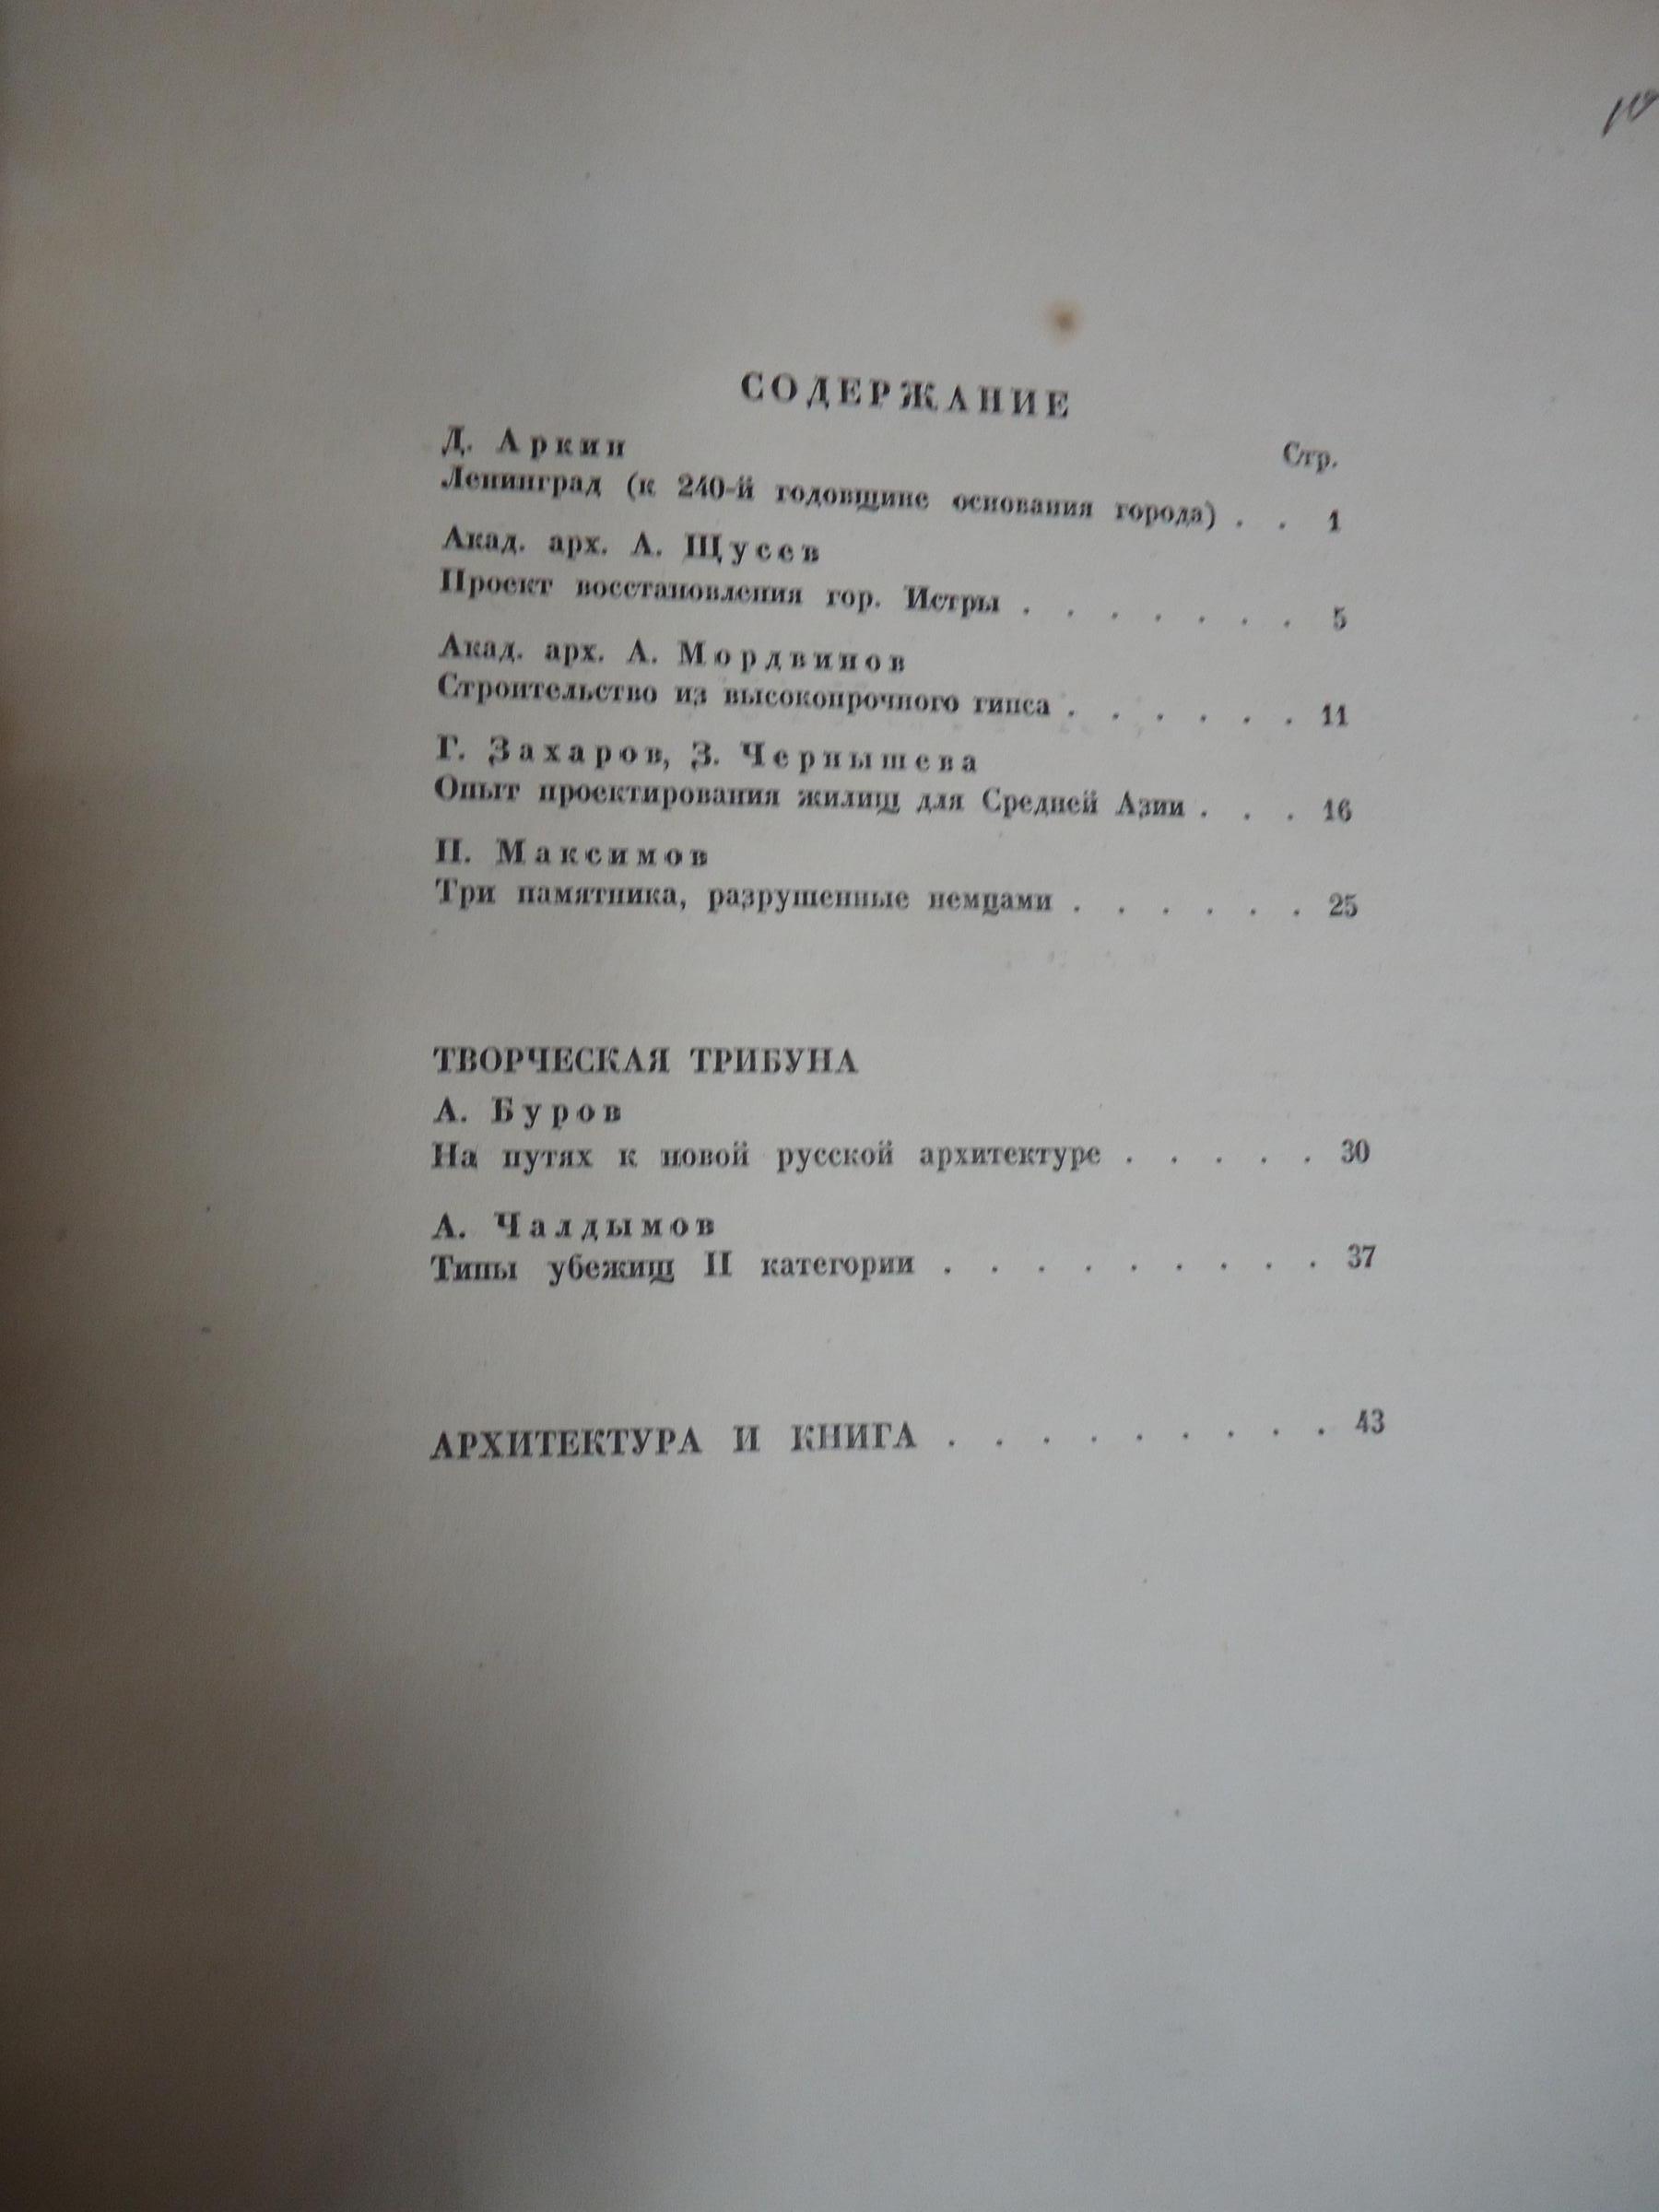 СОДЕРЖАНИЕ
Стр.
Д. Аркин
Ленинград (к 240-й годовщине основания города) . . 1
Акад. арх. А. Щусев
Проект восстановления гор. Истры . . . . . . . 5
Акад. арх. А. Мордвинов
Строительство из высокопрочного гипса . . . . . . 11
Г. Захаров, З. Чернышева
Опыт проектирования жилищ для Средней Азии . . . 16
П. Максимов
Три памятника, разрушенные немцами . . . . . . 25
ТВОРЧЕСКАЯ ТРИБУНА
А. Буров
На путях к новой русской архитектуре . . . . . 30
А. Чалдымов
Типы убежищ II категории . . . . . . . . . 37
АРХИТЕКТУРА И КНИГА . . . . . . . . . 43